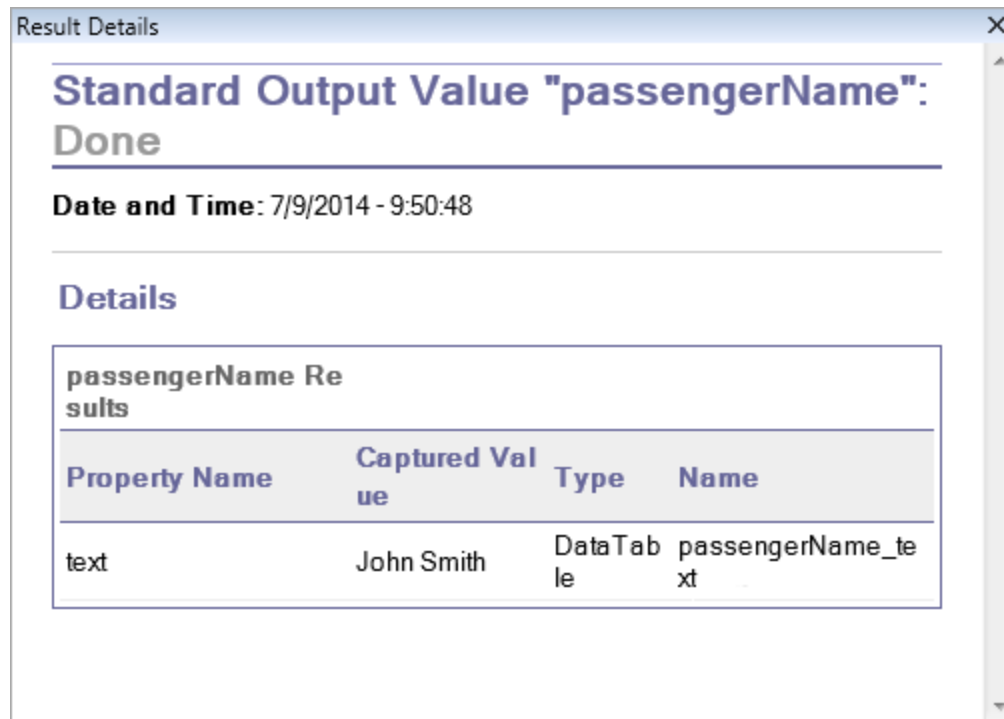 Result Details
Standard Output Value "passengerName":
Done
Date and Time: 7/9/2014 - 9:50:48
Details
passengerName Re
sults
Property Name Captured Val
ue Type Name
text John Smith DataTab
le passengerName_te
xt